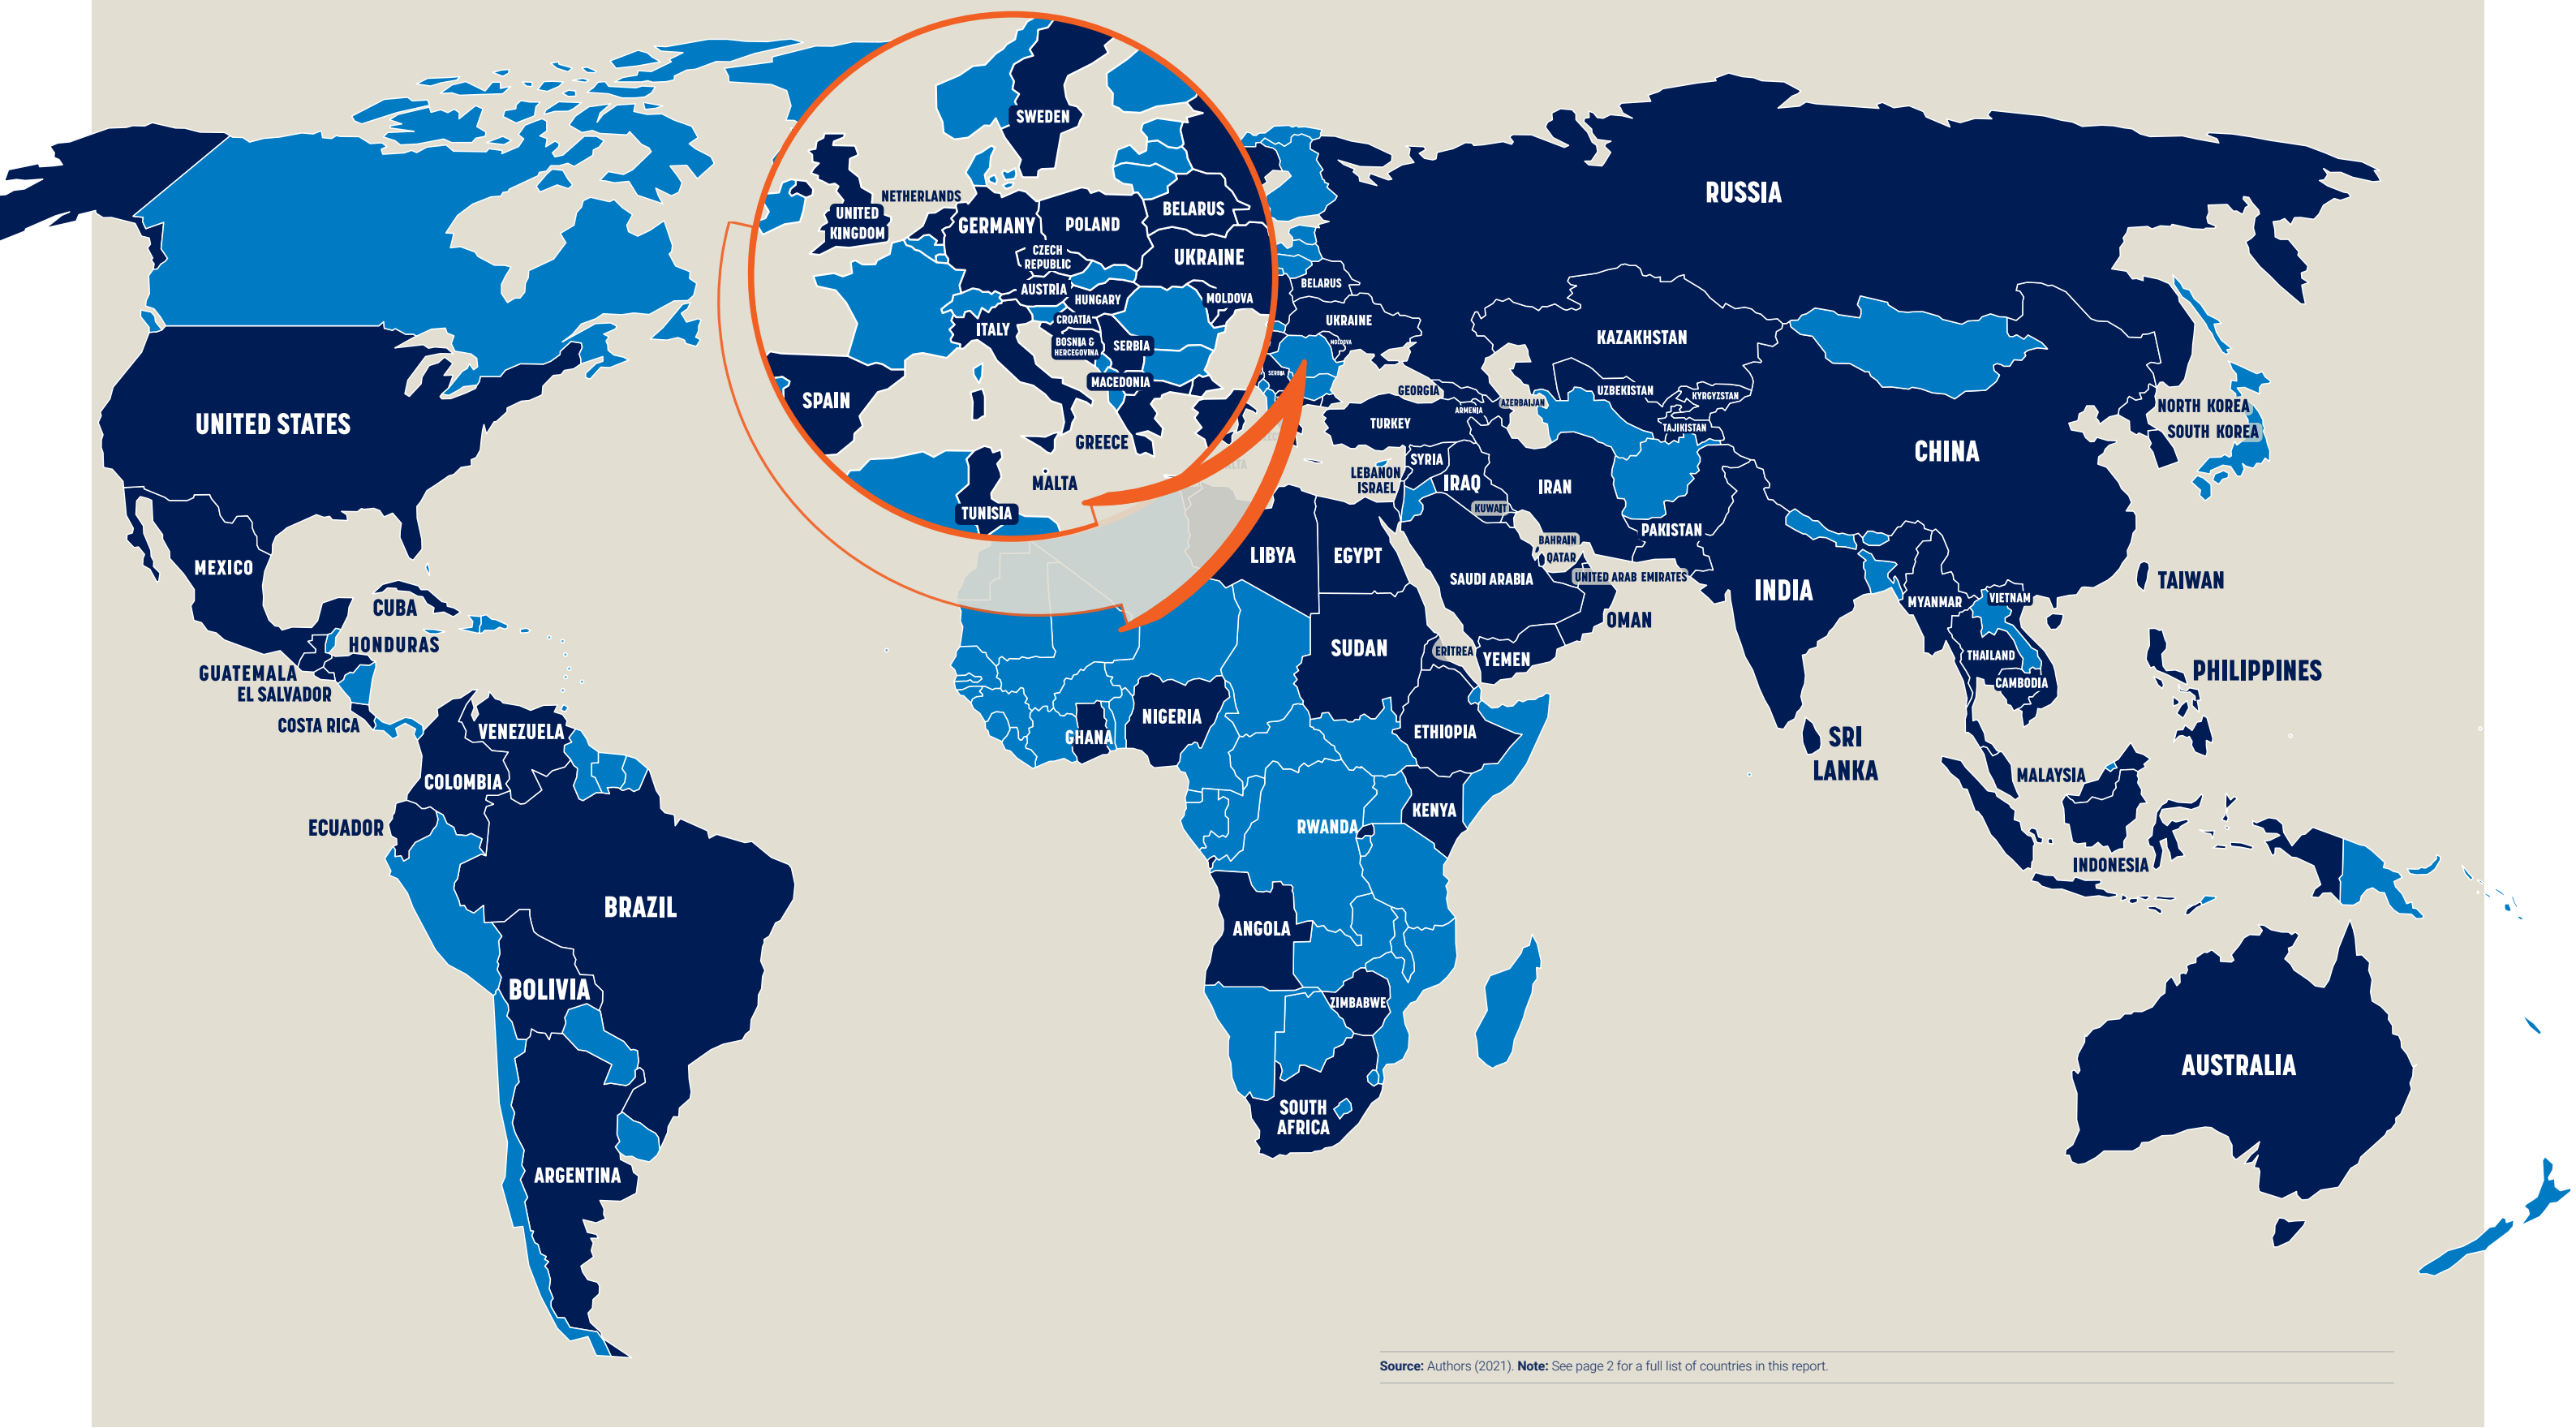 SWEDEN
NETHERLANDS
UNITED
KINGDOM
GERMANY
POLAND
BELARUS
CZECH
REPUBLIC
UKRAINE
AUSTRIA
HUNGARY
MOLDOVA
ITALY
CROATIA
BOSNIA &
HERCEGOVINA
SERBIA
MACEDONIA
SPAIN
GREECE
MALTA
TUNISIA
RUSSIA
BELARUS
UKRAINE
MOLDOVA
SERBIA
KAZAKHSTAN
GEORGIA
ARMENIA
AZERBAIJAN
UZBEKISTAN
KYRGYZSTAN
TAJIKISTAN
TURKEY
NORTH KOREA
SOUTH KOREA
CHINA
SYRIA
LEBANON
ISRAEL
IRAQ
IRAN
KUWAIT
PAKISTAN
BAHRAIN
QATAR
UNITED ARAB EMIRATES
SAUDI ARABIA
OMAN
YEMEN
LIBYA
EGYPT
SUDAN
ERITREA
INDIA
MYANMAR
VIETNAM
THAILAND
CAMBODIA
TAIWAN
PHILIPPINES
SRI
LANKA
MALAYSIA
INDONESIA
UNITED STATES
MEXICO
CUBA
HONDURAS
GUATEMALA
EL SALVADOR
COSTA RICA
VENEZUELA
COLOMBIA
ECUADOR
BRAZIL
BOLIVIA
ARGENTINA
GHANA
NIGERIA
ETHIOPIA
KENYA
RWANDA
ANGOLA
ZIMBABWE
SOUTH
AFRICA
AUSTRALIA
Source: Authors (2021). Note: See page 2 for a full list of countries in this report.